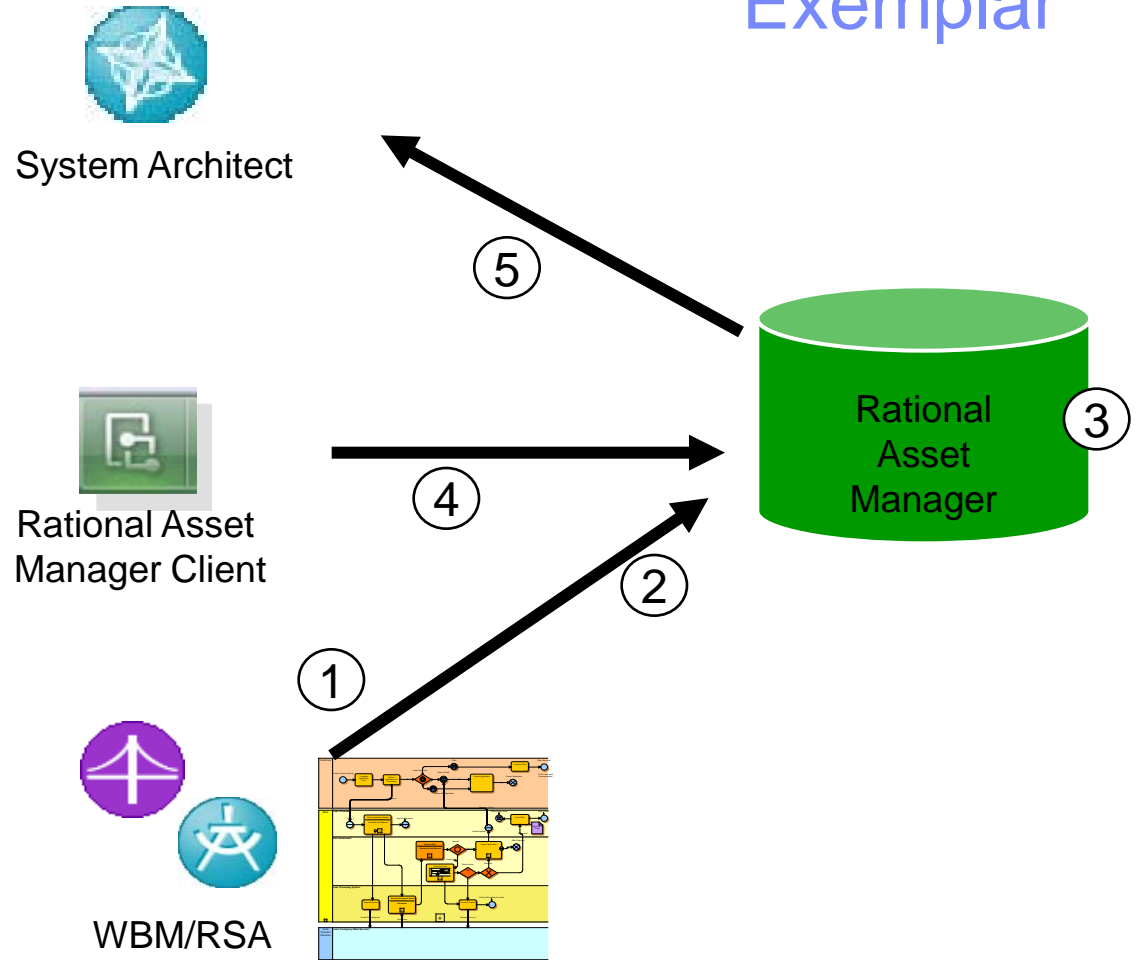 Exemplar
System Architect
5
Rational
Asset
Manager
3
4
Rational Asset
Manager Client
2
1
WBM/RSA